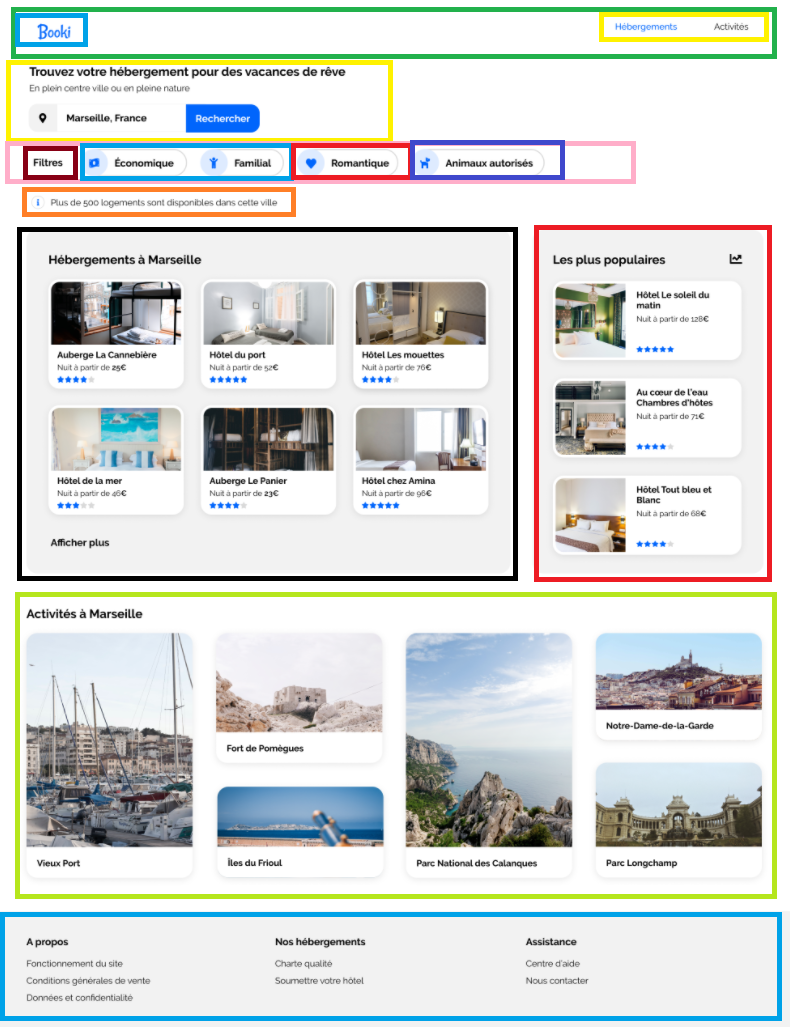 Booki
Hébergements
Activités
Trouvez votre hébergement pour des vacances de rêve
En plein centre ville ou en pleine nature
Marseille, France
Rechercher
Filtres
Économique
Familial
Romantique
Animaux autorisés
Plus de 500 logements sont disponibles dans cette ville
Hébergements à Marseille
Auberge La Cannebière
Nuit à partir de 25€
Hôtel du port
Nuit à partir de 52€
Hôtel Les mouettes
Nuit à partir de 76€
Hôtel de la mer
Nuit à partir de 46€
Auberge Le Panier
Nuit à partir de 23€
Hôtel chez Amina
Nuit à partir de 96€
Afficher plus
Les plus populaires
Hôtel Le soleil du
matin
Nuit à partir de 128€
Au cœur de l'eau
Chambres d'hôtes
Nuit à partir de 71€
Hôtel Tout bleu et
Blanc
Nuit à partir de 68€
Activités à Marseille
Vieux Port
Fort de Pomègues
Îles du Frioul
Parc National des Calanques
Notre-Dame-de-la-Garde
Parc Longchamp
A propos
Fonctionnement du site
Conditions générales de vente
Données et confidentialité
Nos hébergements
Charte qualité
Soumettre votre hôtel
Assistance
Centre d'aide
Nous contacter